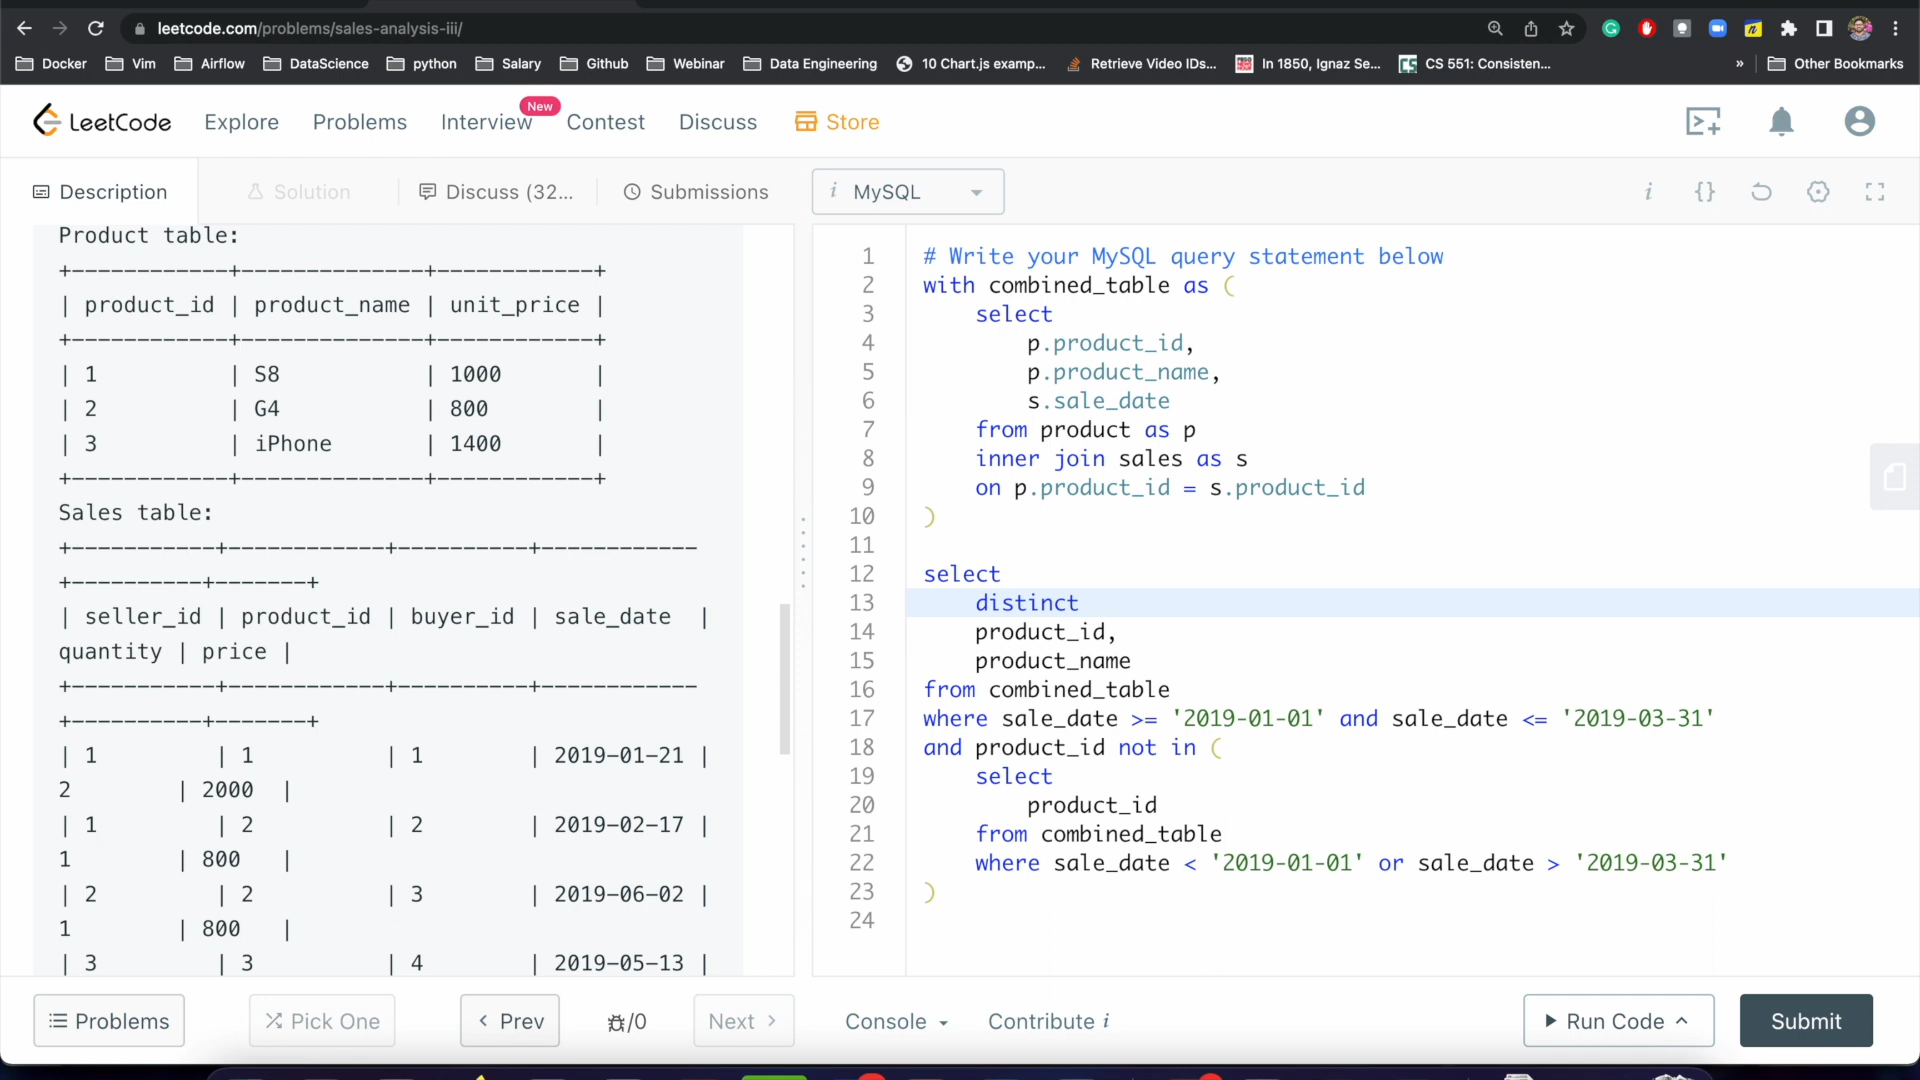 leetcode.com/problems/sales-analysis-iii/
Docker Vim Airflow DataScience python Salary Github Webinar Data Engineering 10 Chart.js examp... Retrieve Video IDs... In 1850, Ignaz Se... CS 551: Consisten... » Other Bookmarks
LeetCode Explore Problems Interview New Contest Discuss Store
Description Solution Discuss (32... Submissions i MySQL i {}
Product table:
+------------+--------------+------------+
| product_id | product_name | unit_price |
+------------+--------------+------------+
| 1 | S8 | 1000 |
| 2 | G4 | 800 |
| 3 | iPhone | 1400 |
+------------+--------------+------------+
Sales table:
+-----------+------------+----------+------------
+----------+-------+
| seller_id | product_id | buyer_id | sale_date |
quantity | price |
+-----------+------------+----------+------------
+----------+-------+
| 1 | 1 | 1 | 2019-01-21 |
2 | 2000 |
| 1 | 2 | 2 | 2019-02-17 |
1 | 800 |
| 2 | 2 | 3 | 2019-06-02 |
1 | 800 |
| 3 | 3 | 4 | 2019-05-13 |
1 # Write your MySQL query statement below
2 with combined_table as (
3 select
4 p.product_id,
5 p.product_name,
6 s.sale_date
7 from product as p
8 inner join sales as s
9 on p.product_id = s.product_id
10 )
11
12 select
13 distinct
14 product_id,
15 product_name
16 from combined_table
17 where sale_date >= '2019-01-01' and sale_date <= '2019-03-31'
18 and product_id not in (
19 select
20 product_id
21 from combined_table
22 where sale_date < '2019-01-01' or sale_date > '2019-03-31'
23 )
24
Problems Pick One Prev /0 Next Console Contribute i Run Code Submit